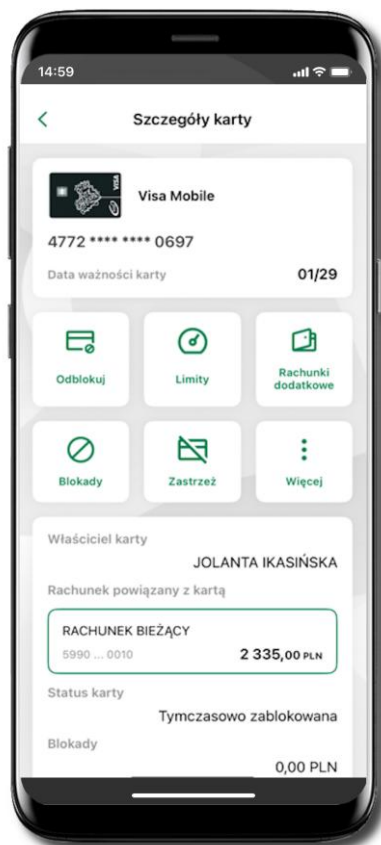 14:59
Szczegóły karty
VISA
Visa Mobile
4772 **** **** 0697
Data ważności karty 01/29
Odblokuj Limity Rachunki
dodatkowe
Blokady Zastrzeż Więcej
Właściciel karty
JOLANTA IKASIŃSKA
Rachunek powiązany z kartą
RACHUNEK BIEŻĄCY
5990 ... 0010 2 335,00 PLN
Status karty
Tymczasowo zablokowana
Blokady
0,00 PLN